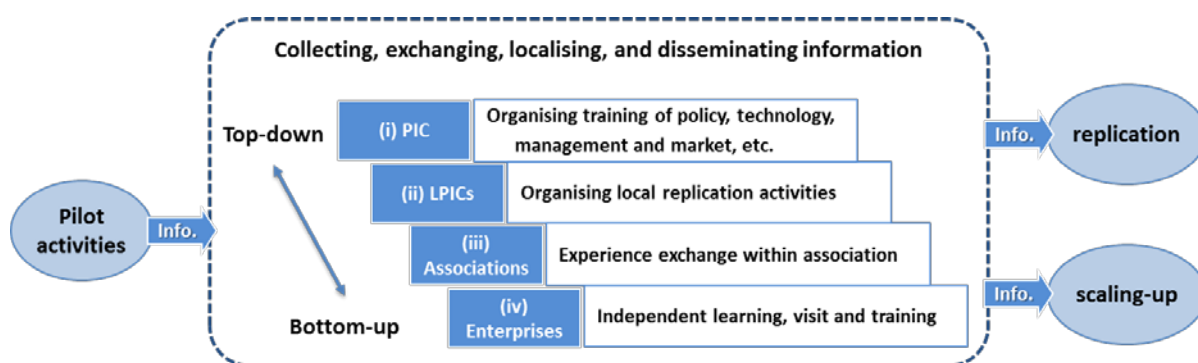 Collecting, exchanging, localising, and disseminating information
Top-down
(i) PIC
Organising training of policy, technology,
management and market, etc.
(ii) LPICs
Organising local replication activities
(iii)
Associations
Experience exchange within association
(iv)
Enterprises
Independent learning, visit and training
Bottom-up
Pilot
activities
Info.
Info.
replication
Info.
scaling-up